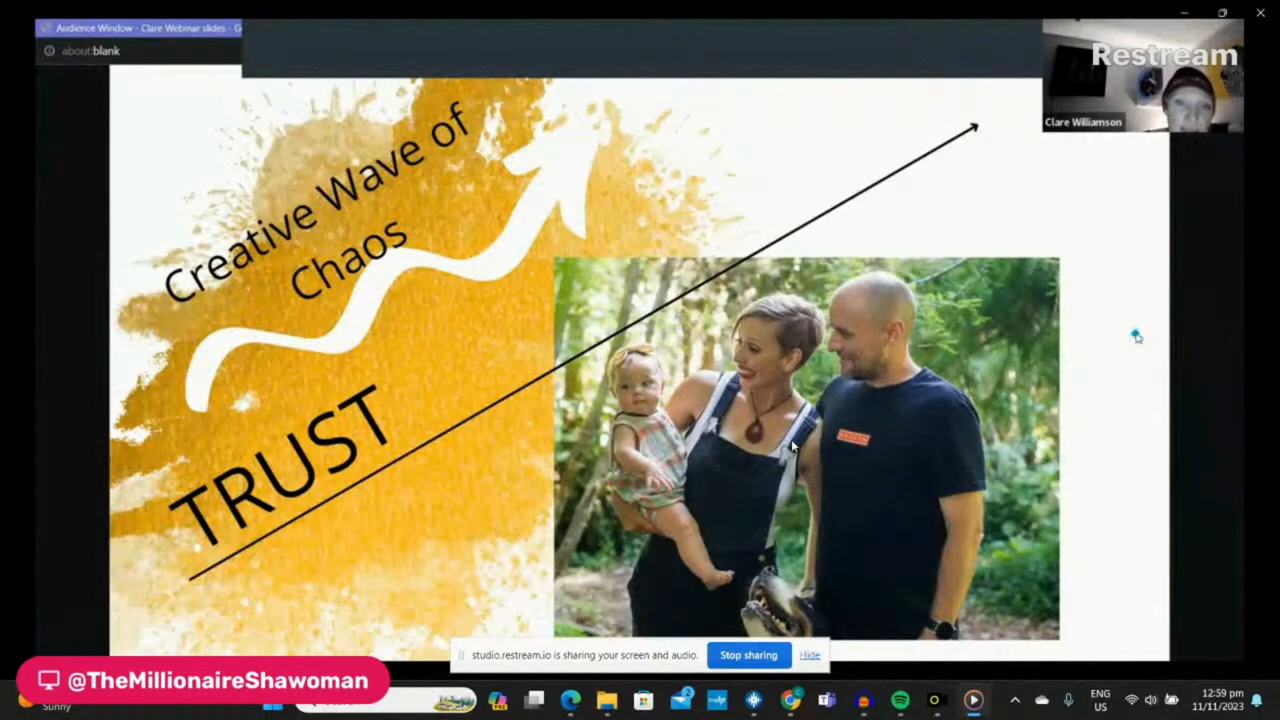 Audience Window - Clare Webinar slides - G
about:blank
Restream
Clare Williamson
Creative Wave of
Chaos
TRUST
studio.restream.io is sharing your screen and audio.
Stop sharing
Hide
@TheMillionaireShawoman
Sunny
2
ENG
US
12:59 pm
11/11/2023